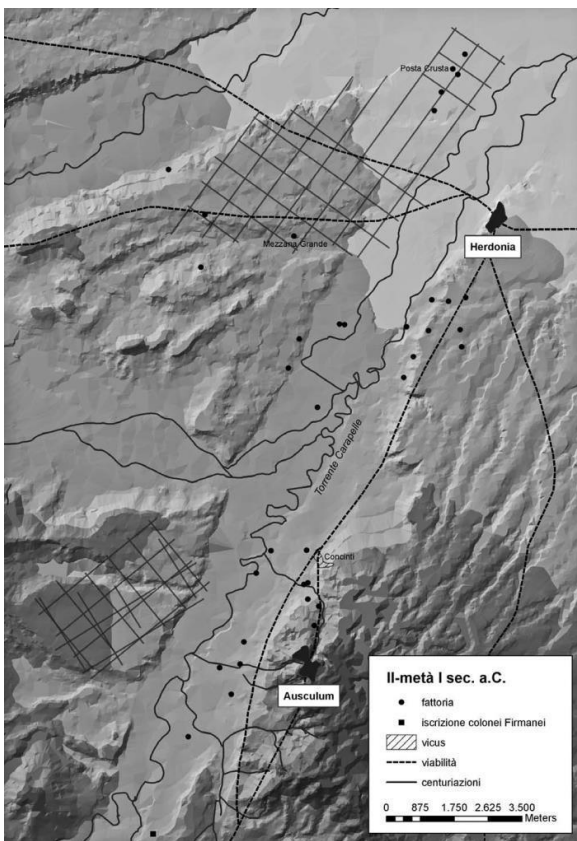 Posta Crusta
Herdonia
Mezzana Grande
Torrente Carapelle
Concinti
Ausculum
II-metà I sec. a.C.
fattoria
iscrizione colonei Firmanei
vicus
viabilità
centuriazioni
0 875 1.750 2.625 3.500
Meters